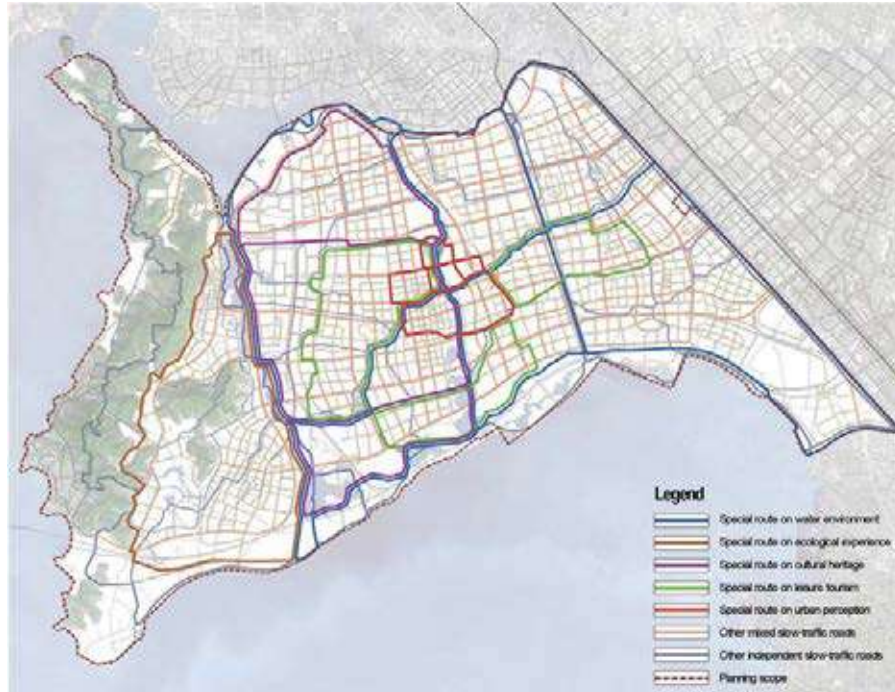 Legend
Special route on water environment
Special route on ecological experience
Special route on cultural heritage
Special route on leisure tourism
Special route on urban perception
Other mixed slow-traffic roads
Other independent slow-traffic roads
Planning scope